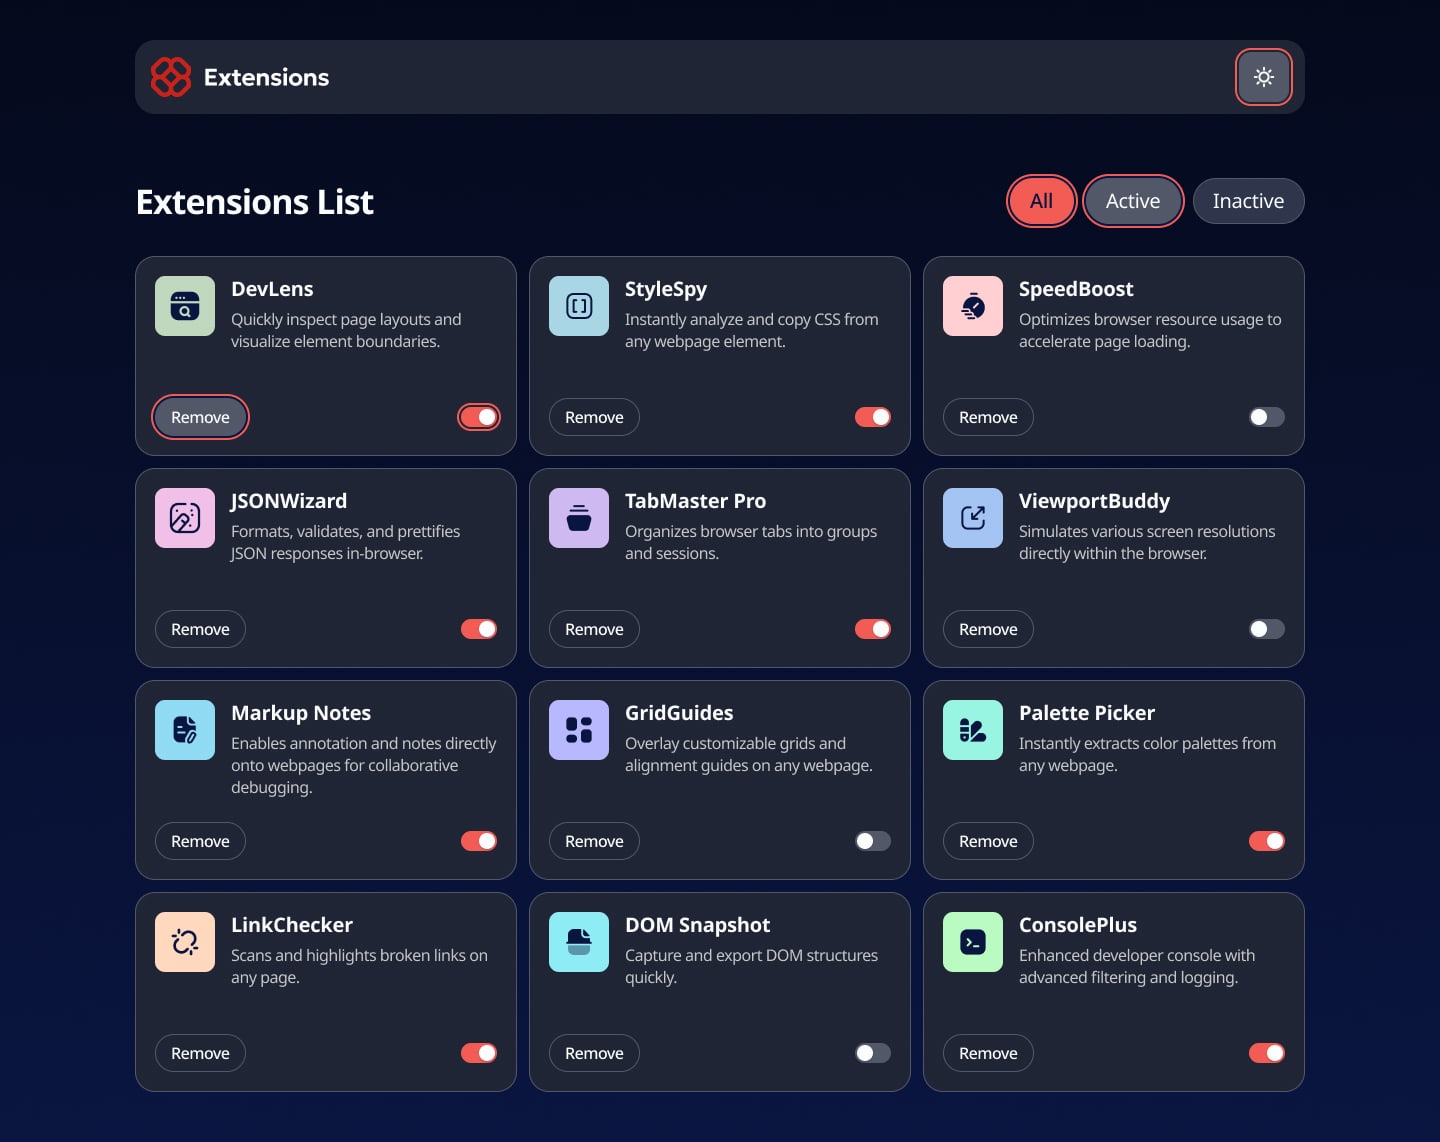 Extensions
Extensions List
All
Active
Inactive
DevLens
Quickly inspect page layouts and
visualize element boundaries.
Remove
StyleSpy
Instantly analyze and copy CSS from
any webpage element.
Remove
SpeedBoost
Optimizes browser resource usage to
accelerate page loading.
Remove
JSONWizard
Formats, validates, and prettifies
JSON responses in-browser.
Remove
TabMaster Pro
Organizes browser tabs into groups
and sessions.
Remove
ViewportBuddy
Simulates various screen resolutions
directly within the browser.
Remove
Markup Notes
Enables annotation and notes directly
onto webpages for collaborative
debugging.
Remove
GridGuides
Overlay customizable grids and
alignment guides on any webpage.
Remove
Palette Picker
Instantly extracts color palettes from
any webpage.
Remove
LinkChecker
Scans and highlights broken links on
any page.
Remove
DOM Snapshot
Capture and export DOM structures
quickly.
Remove
ConsolePlus
Enhanced developer console with
advanced filtering and logging.
Remove